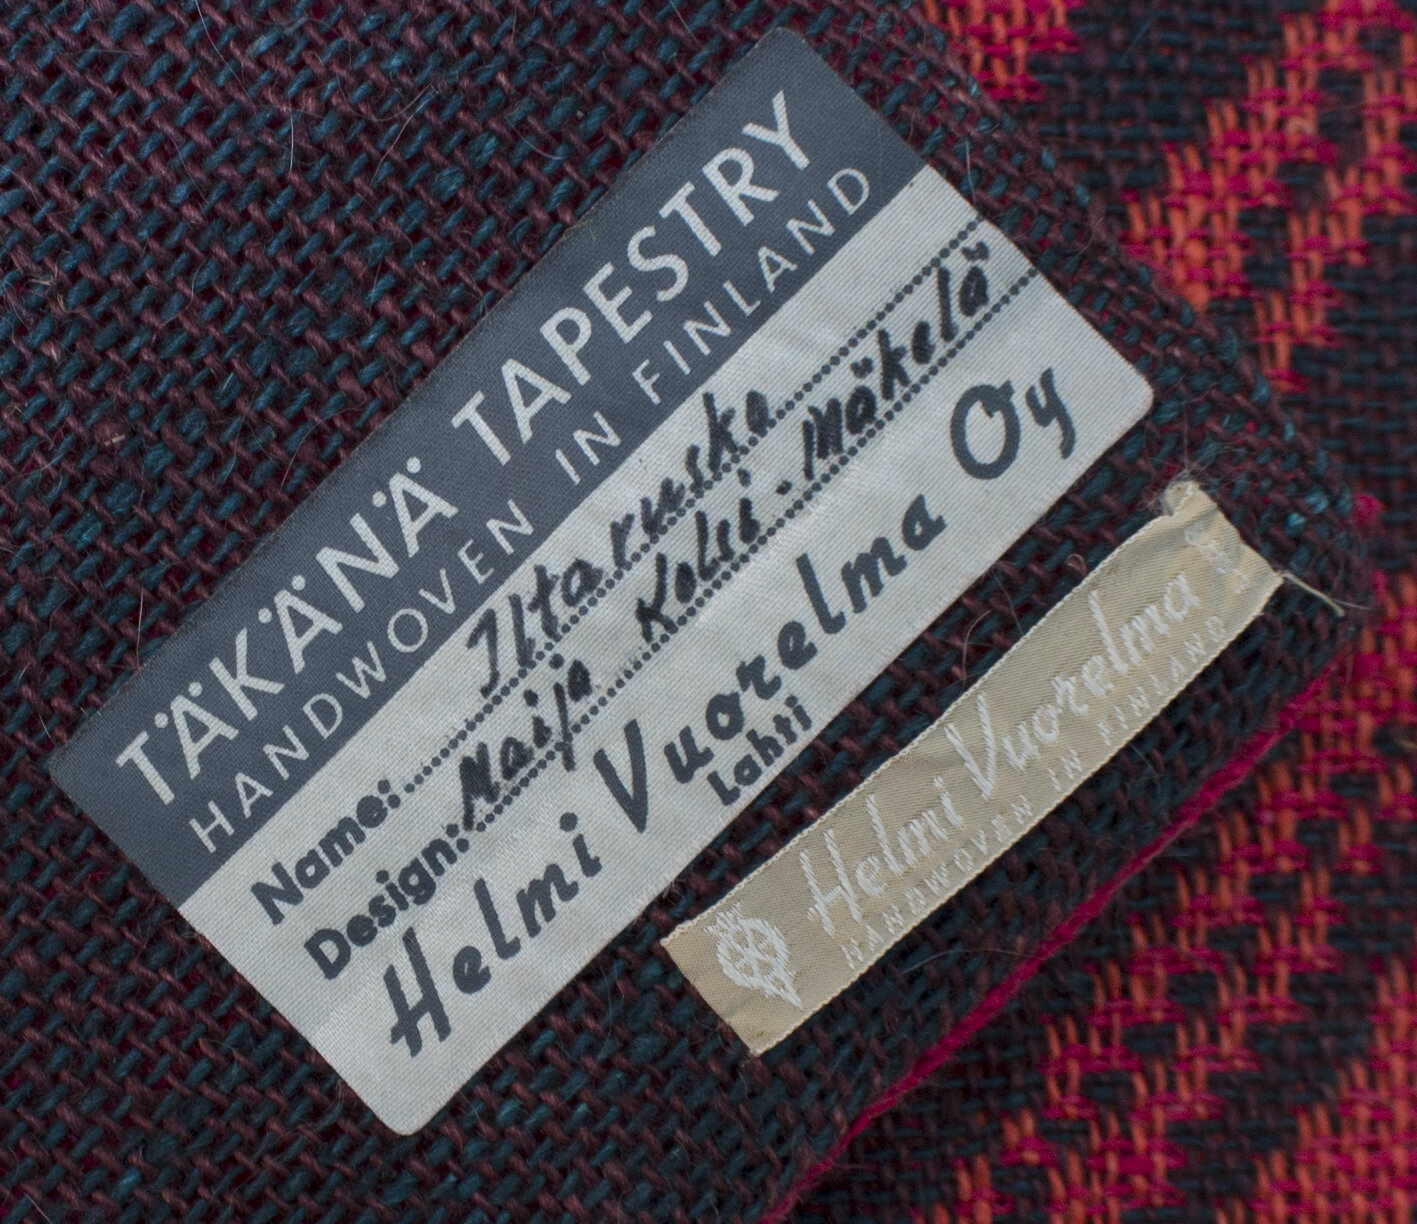 TÄKÄNÄ TAPESTRY
HANDWOVEN IN FINLAND
Name: Iltarusko
Design: Maija Kolsi-Mäkelä
Helmi Vuorelma Oy
Lahti
Helmi Vuorelma
HANDWOVEN IN FINLAND